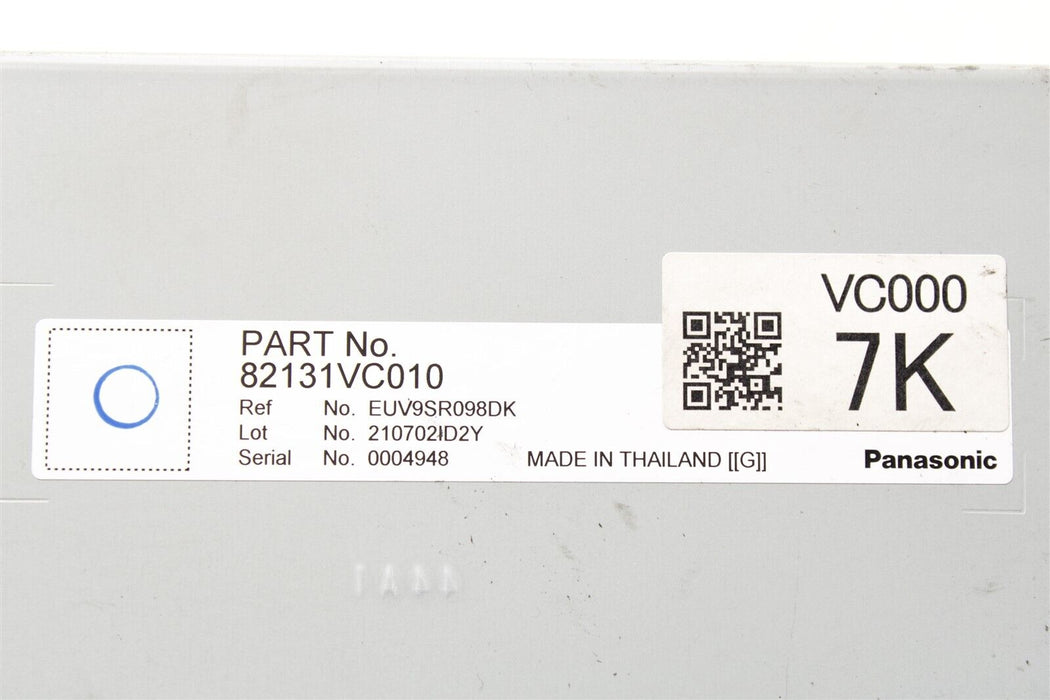 VC000
7K
PART No.
82131VC010
Ref No. EUV9SR098DK
Lot No. 210702ID2Y
Serial No. 0004948
MADE IN THAILAND [[G]]
Panasonic